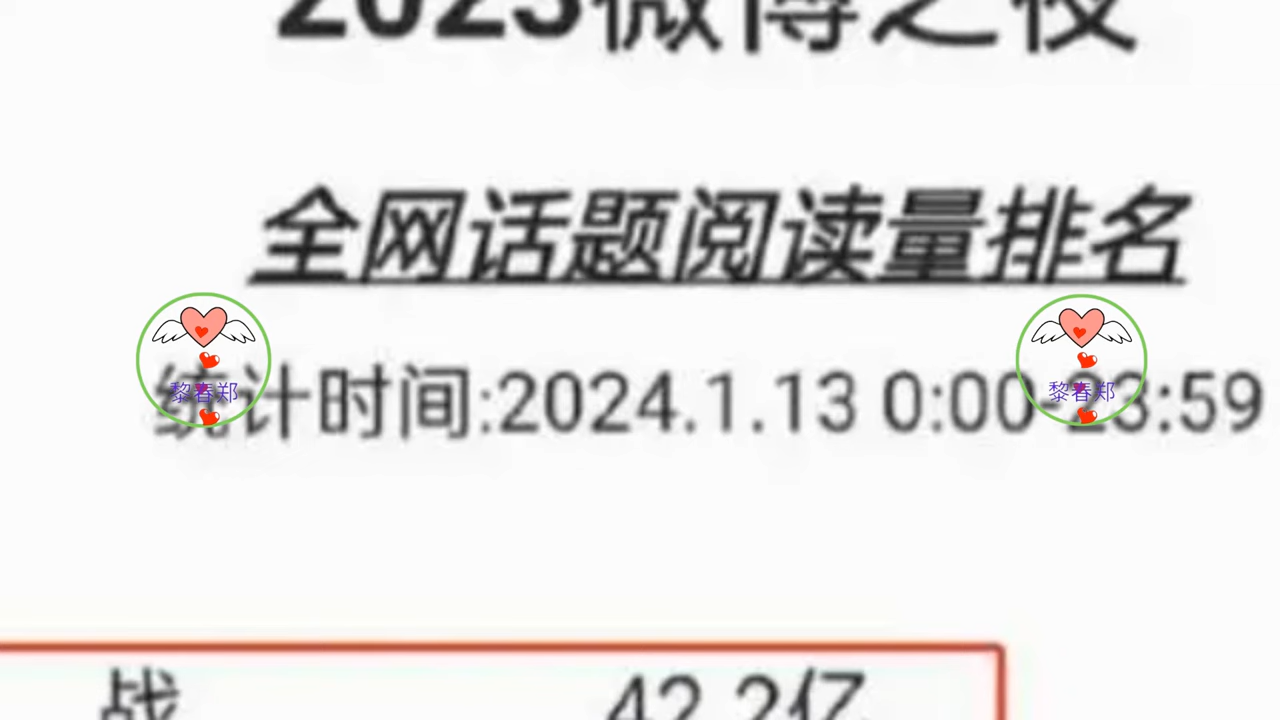 2023微博之夜
全网话题阅读量排名
统计时间:2024.1.13 0:00-23:59
黎春郑
黎春郑
战 42.2亿